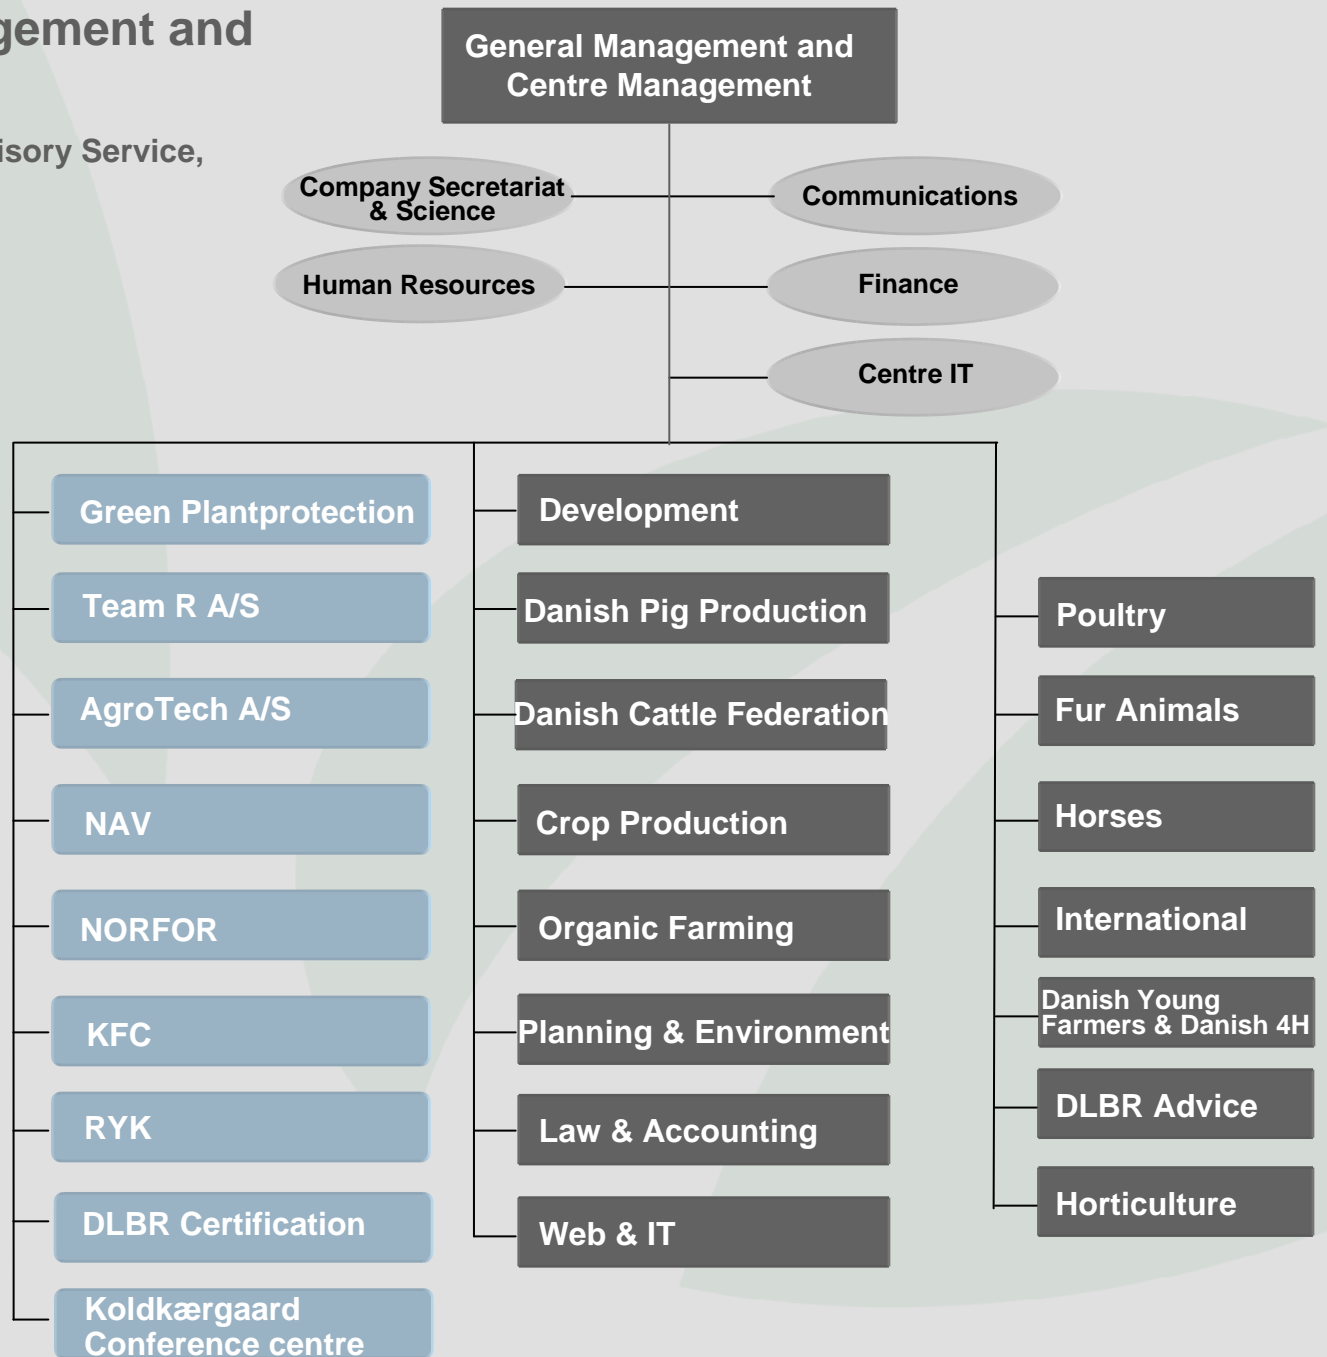 gement and
isory Service,
General Management and
Centre Management
Company Secretariat
& Science
Communications
Human Resources
Finance
Centre IT
Green Plantprotection
Team R A/S
AgroTech A/S
NAV
NORFOR
KFC
RYK
DLBR Certification
Koldkærgaard
Conference centre
Development
Danish Pig Production
Danish Cattle Federation
Crop Production
Organic Farming
Planning & Environment
Law & Accounting
Web & IT
Poultry
Fur Animals
Horses
International
Danish Young
Farmers & Danish 4H
DLBR Advice
Horticulture